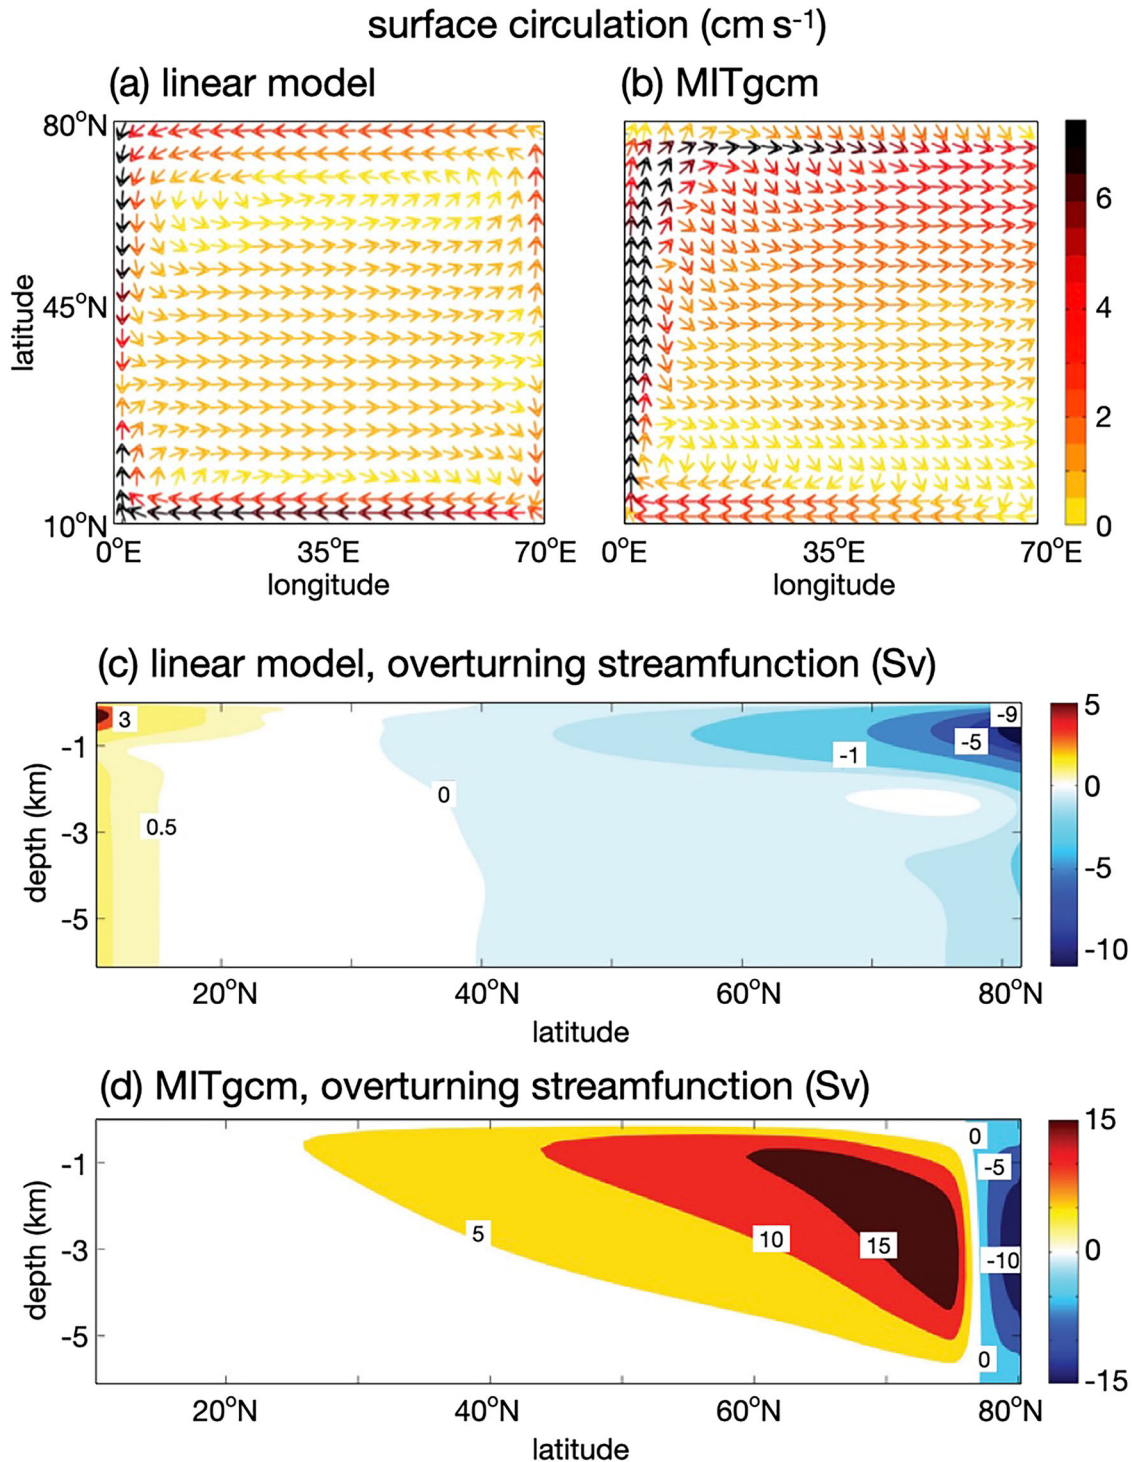 surface circulation (cm s⁻¹)
(a) linear model
(b) MITgcm
80°N
45°N
10°N
latitude
0°E 35°E 70°E
longitude
0°E 35°E 70°E
longitude
6
4
2
0
(c) linear model, overturning streamfunction (Sv)
-1
-3
-5
depth (km)
3
0.5
0
-1
-5
-9
20°N 40°N 60°N 80°N
latitude
5
0
-5
-10
(d) MITgcm, overturning streamfunction (Sv)
-1
-3
-5
depth (km)
5
10
15
0
-5
-10
0
20°N 40°N 60°N 80°N
latitude
15
0
-15